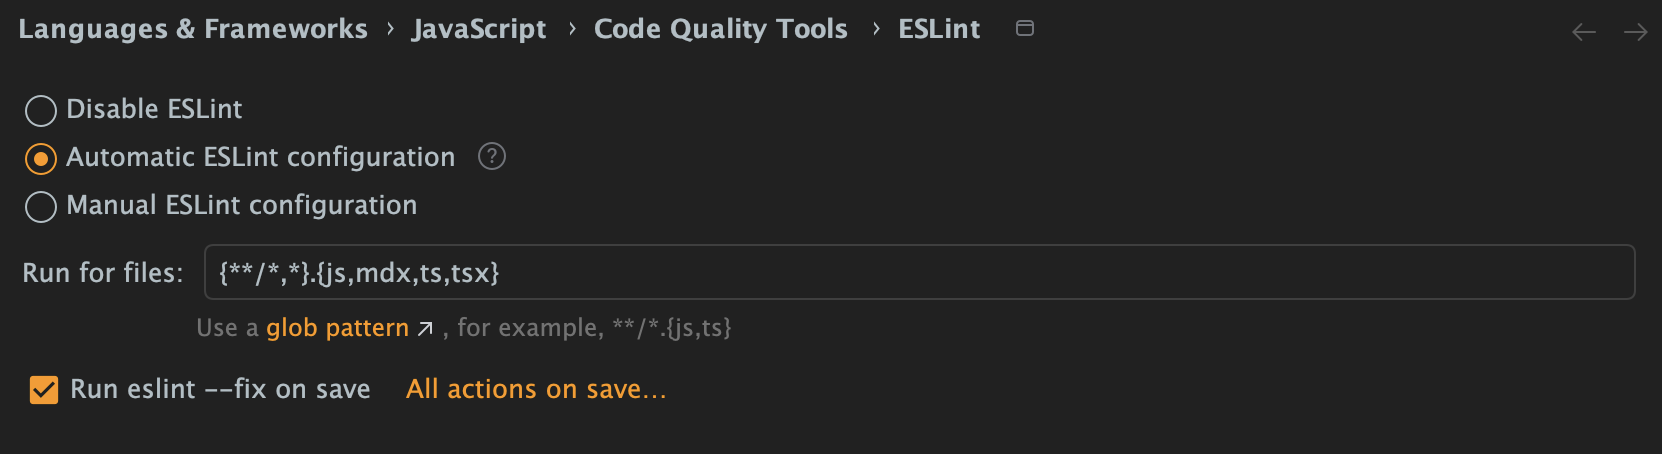 Languages & Frameworks › JavaScript › Code Quality Tools › ESLint
Disable ESLint
Automatic ESLint configuration ?
Manual ESLint configuration
Run for files: {**/*,*}.{js,mdx,ts,tsx}
Use a glob pattern ↗ , for example, **/*.{js,ts}
Run eslint --fix on save All actions on save...